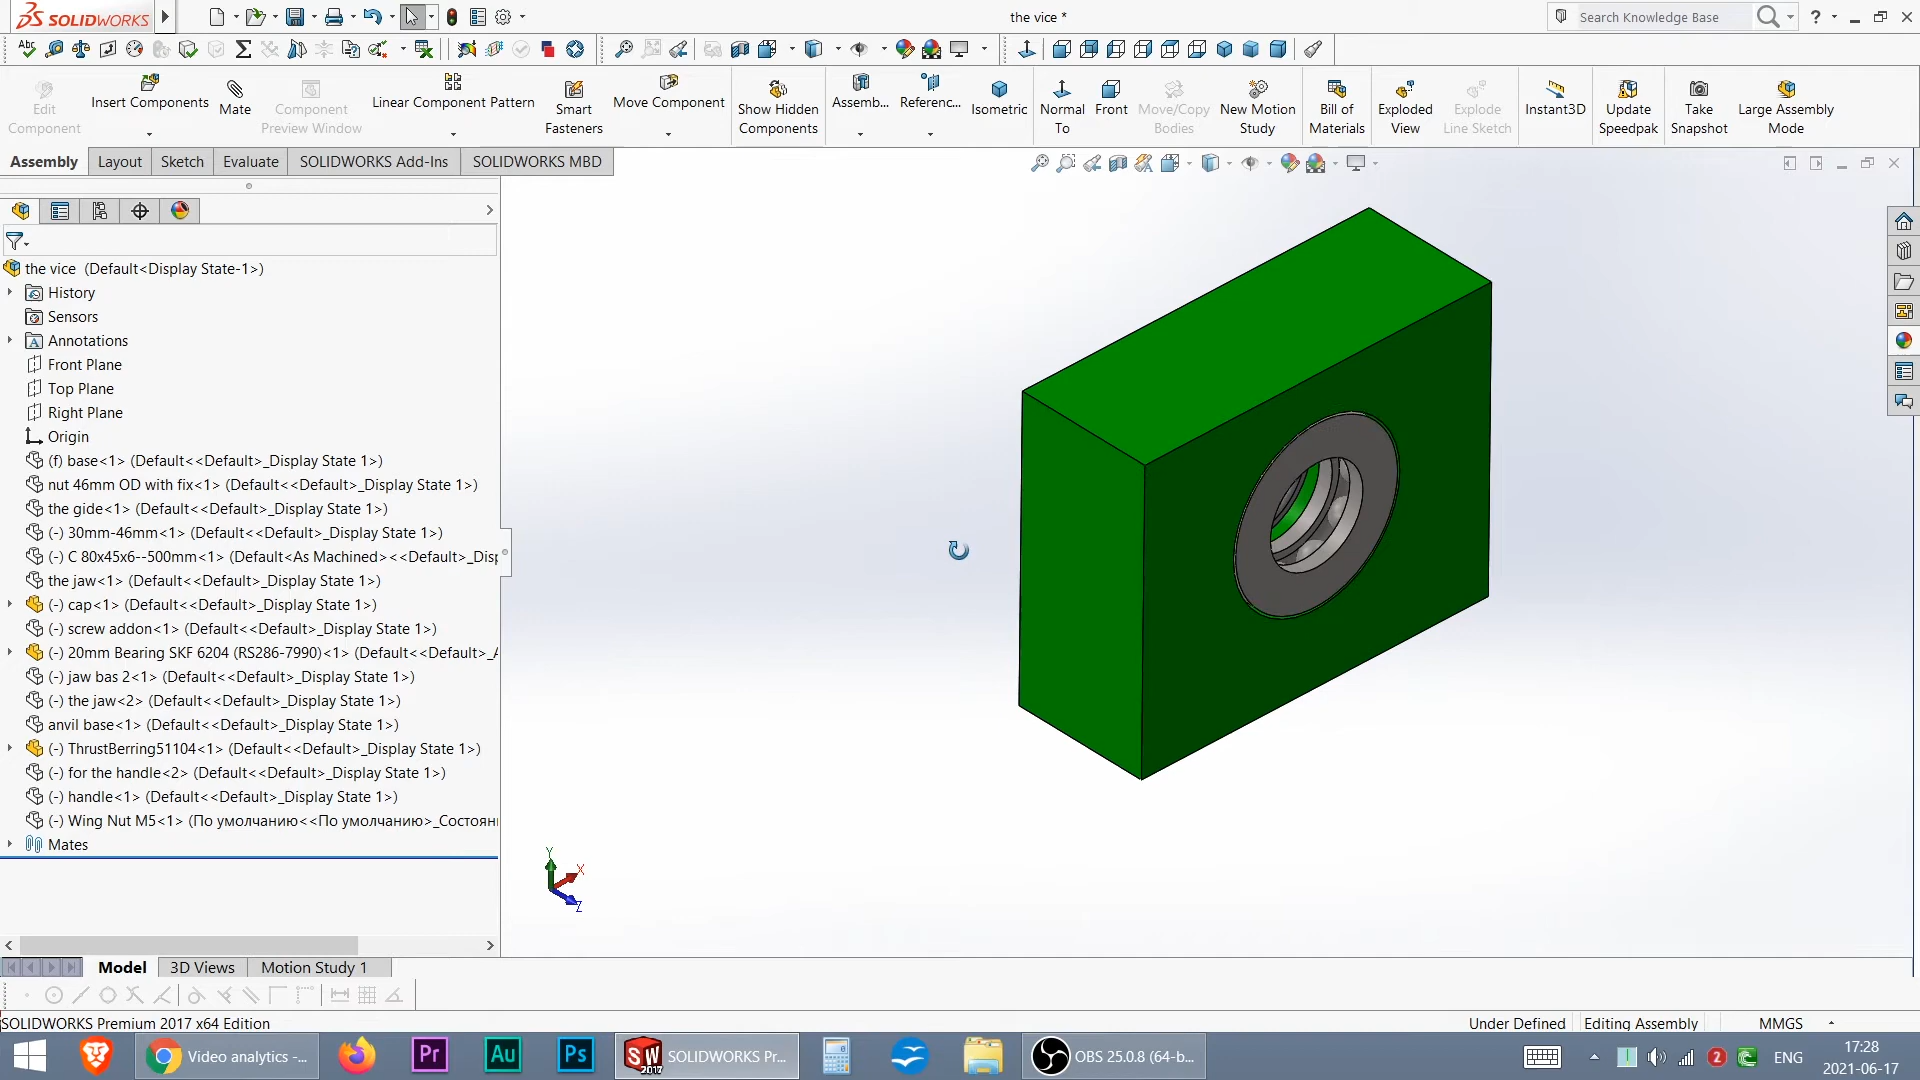 SOLIDWORKS
the vice *
Search Knowledge Base
Edit Component
Insert Components
Mate
Component Preview Window
Linear Component Pattern
Smart Fasteners
Move Component
Show Hidden Components
Assemb...
Referenc...
Isometric
Normal To
Front
Move/Copy Bodies
New Motion Study
Bill of Materials
Exploded View
Explode Line Sketch
Instant3D
Update Speedpak
Take Snapshot
Large Assembly Mode
Assembly
Layout
Sketch
Evaluate
SOLIDWORKS Add-Ins
SOLIDWORKS MBD
the vice (Default<Display State-1>)
History
Sensors
Annotations
Front Plane
Top Plane
Right Plane
Origin
(f) base<1> (Default<<Default>_Display State 1>)
nut 46mm OD with fix<1> (Default<<Default>_Display State 1>)
the gide<1> (Default<<Default>_Display State 1>)
(-) 30mm-46mm<1> (Default<<Default>_Display State 1>)
(-) C 80x45x6--500mm<1> (Default<As Machined><<Default>_Disp
the jaw<1> (Default<<Default>_Display State 1>)
(-) cap<1> (Default<<Default>_Display State 1>)
(-) screw addon<1> (Default<<Default>_Display State 1>)
(-) 20mm Bearing SKF 6204 (RS286-7990)<1> (Default<<Default>_A
(-) jaw bas 2<1> (Default<<Default>_Display State 1>)
(-) the jaw<2> (Default<<Default>_Display State 1>)
anvil base<1> (Default<<Default>_Display State 1>)
(-) ThrustBerring51104<1> (Default<<Default>_Display State 1>)
(-) for the handle<2> (Default<<Default>_Display State 1>)
(-) handle<1> (Default<<Default>_Display State 1>)
(-) Wing Nut M5<1> (По умолчанию<<По умолчанию>_Состоян
Mates
Y
X
Z
Model
3D Views
Motion Study 1
SOLIDWORKS Premium 2017 x64 Edition
Under Defined
Editing Assembly
MMGS
Video analytics -...
Pr
Au
Ps
SW 2017
SOLIDWORKS Pr...
OBS 25.0.8 (64-b...
2
ENG
17:28
2021-06-17